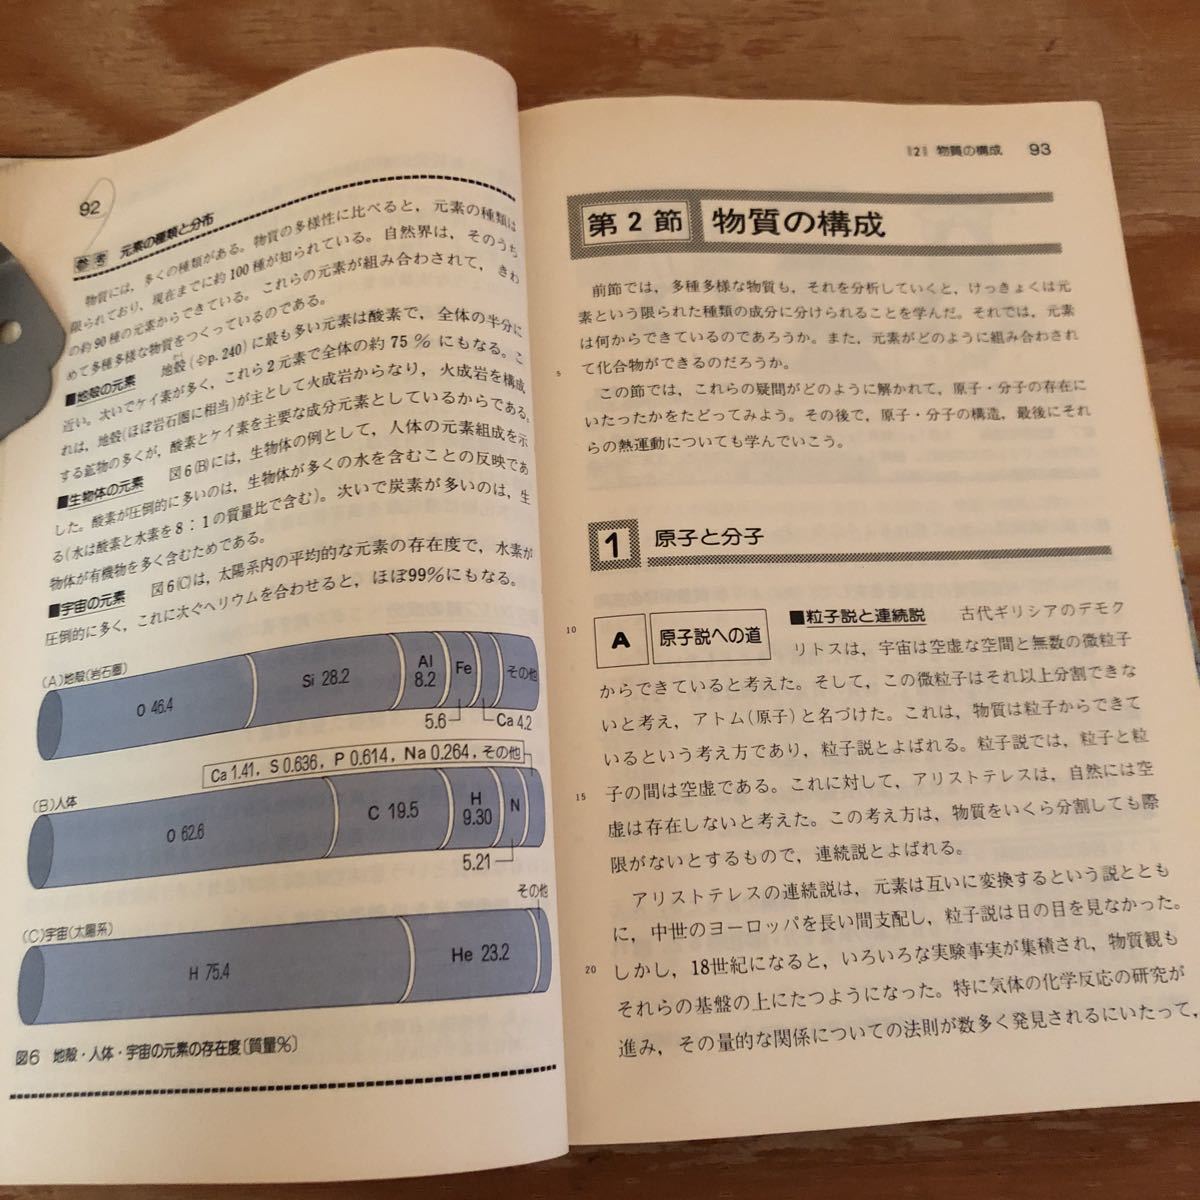 92
参考 元素の種類と分布
物質には，多くの種類がある。物質の多様性に比べると，元素の種類は
限られており，現在までに約100種が知られている。自然界は，そのうち
の約90種の元素からできている。これらの元素が組み合わされて，きわ
めて多種多様な物質をつくっているのである。
■地殻の元素 地殻(⇨p.240)に最も多い元素は酸素で，全体の半分に
近い。次いでケイ素が多く，これら2元素で全体の約75％にもなる。こ
れは，地殻(ほぼ岩石圏に相当)が主として火成岩からなり，火成岩を構成
する鉱物の多くが，酸素とケイ素を主要な成分元素としているからである。
■生物体の元素 図6(B)には，生物体の例として，人体の元素組成を示
した。酸素が圧倒的に多いのは，生物体が多くの水を含むことの反映であ
る(水は酸素と水素を8：1の質量比で含む)。次いで炭素が多いのは，生
物体が有機物を多く含むためである。
■宇宙の元素 図6(C)は，太陽系内の平均的な元素の存在度で，水素が
圧倒的に多く，これに次ぐヘリウムを合わせると，ほぼ99％にもなる。
(A)地殻(岩石圏)
O 46.4
Si 28.2
Al
8.2
Fe
その他
5.6
Ca 4.2
Ca 1.41，S 0.636，P 0.614，Na 0.264，その他
(B)人体
O 62.6
C 19.5
H
9.30
N
5.21
その他
(C)宇宙(太陽系)
H 75.4
He 23.2
図6 地殻・人体・宇宙の元素の存在度〔質量％〕
2 物質の構成 93
第2節 物質の構成
前節では，多種多様な物質も，それを分析していくと，けっきょくは元
素という限られた種類の成分に分けられることを学んだ。それでは，元素
は何からできているのであろうか。また，元素がどのように組み合わされ
5 て化合物ができるのだろうか。
この節では，これらの疑問がどのように解かれて，原子・分子の存在に
いたったかをたどってみよう。その後で，原子・分子の構造，最後にそれ
らの熱運動についても学んでいこう。
1 原子と分子
10 A 原子説への道 ■粒子説と連続説 古代ギリシアのデモク
リトスは，宇宙は空虚な空間と無数の微粒子
からできていると考えた。そして，この微粒子はそれ以上分割できな
いと考え，アトム(原子)と名づけた。これは，物質は粒子からできて
いるという考え方であり，粒子説とよばれる。粒子説では，粒子と粒
15 子の間は空虚である。これに対して，アリストテレスは，自然には空
虚は存在しないと考えた。この考え方は，物質をいくら分割しても際
限がないとするもので，連続説とよばれる。
アリストテレスの連続説は，元素は互いに変換するという説ととも
に，中世のヨーロッパを長い間支配し，粒子説は日の目を見なかった。
20 しかし，18世紀になると，いろいろな実験事実が集積され，物質観も
それらの基盤の上にたつようになった。特に気体の化学反応の研究が
進み，その量的な関係についての法則が数多く発見されるにいたって，